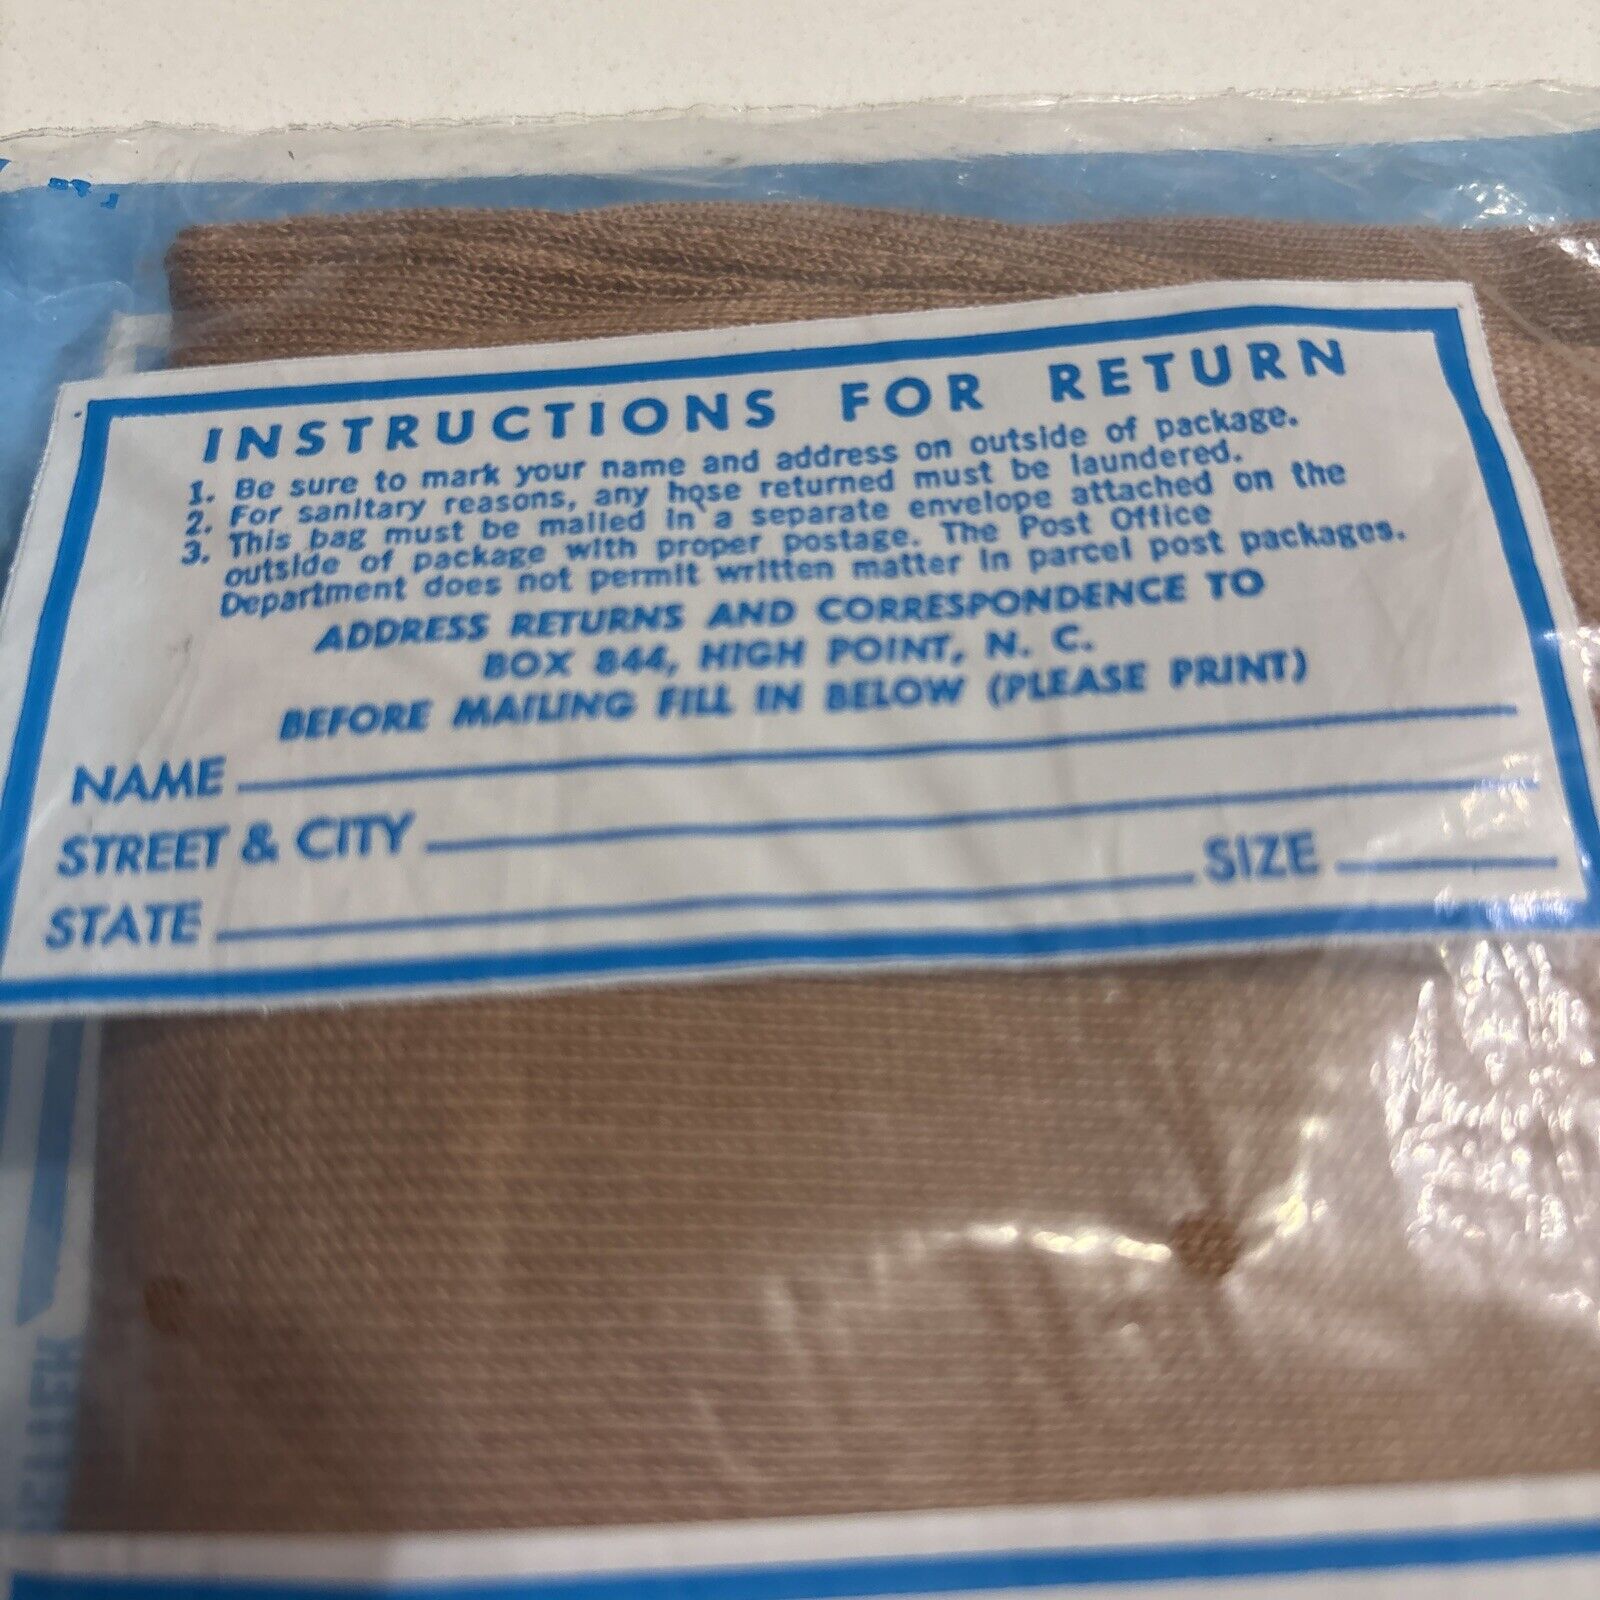 INSTRUCTIONS FOR RETURN
1. Be sure to mark your name and address on outside of package.
2. For sanitary reasons, any hose returned must be laundered.
3. This bag must be mailed in a separate envelope attached on the
outside of package with proper postage. The Post Office
Department does not permit written matter in parcel post packages.
ADDRESS RETURNS AND CORRESPONDENCE TO
BOX 844, HIGH POINT, N. C.
BEFORE MAILING FILL IN BELOW (PLEASE PRINT)
NAME
STREET & CITY
STATE SIZE